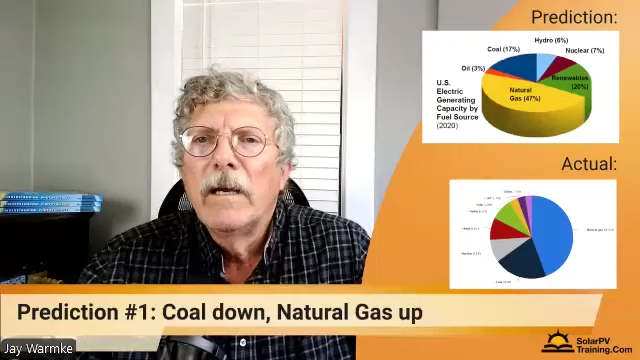 Prediction:
Hydro (6%)
Coal (17%)
Nuclear (7%)
Oil (3%)
Renewables
(20%)
Natural
Gas (47%)
U.S.
Electric
Generating
Capacity by
Fuel Source
(2020)
Actual:
Prediction #1: Coal down, Natural Gas up
Jay Warmke
SolarPV
Training.Com